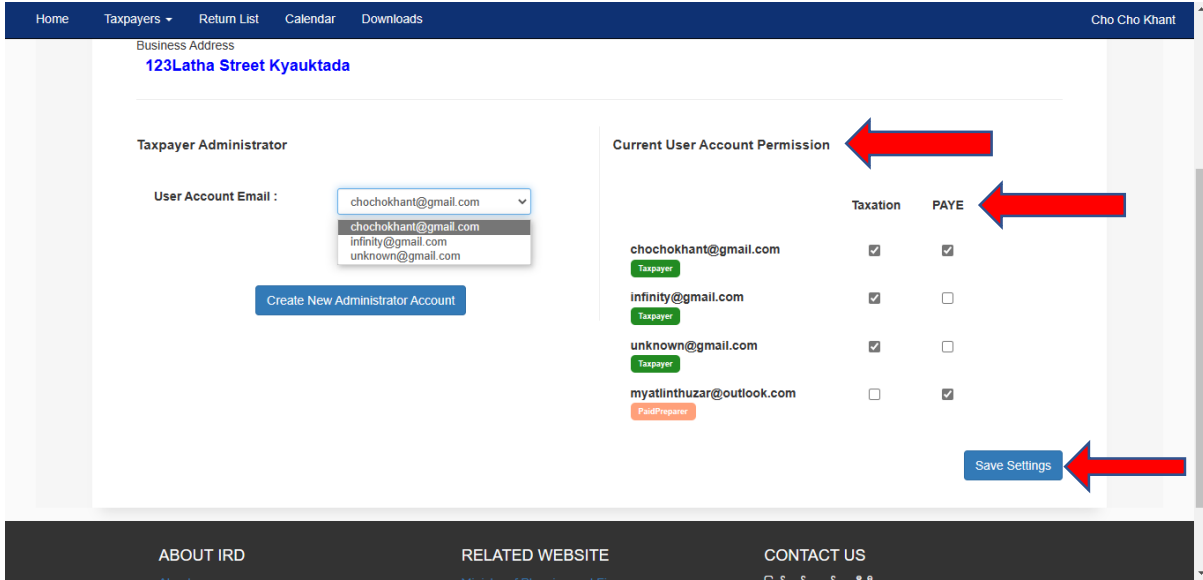 Home Taxpayers Return List Calendar Downloads Cho Cho Khant
Business Address
123Latha Street Kyauktada
Taxpayer Administrator
User Account Email :
chochokhant@gmail.com
chochokhant@gmail.com
infinity@gmail.com
unknown@gmail.com
Create New Administrator Account
Current User Account Permission
Taxation PAYE
chochokhant@gmail.com
Taxpayer
infinity@gmail.com
Taxpayer
unknown@gmail.com
Taxpayer
myatlinthuzar@outlook.com
PaidPreparer
Save Settings
ABOUT IRD
RELATED WEBSITE
CONTACT US